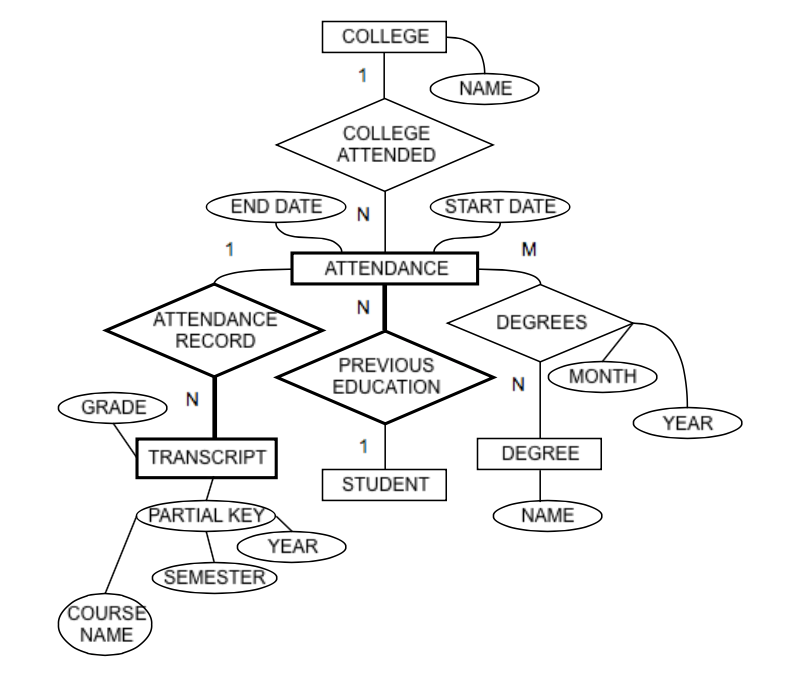 COLLEGE
1
NAME
COLLEGE
ATTENDED
END DATE
N
START DATE
1
M
ATTENDANCE
N
ATTENDANCE
RECORD
DEGREES
PREVIOUS
EDUCATION
MONTH
N
N
GRADE
YEAR
1
TRANSCRIPT
DEGREE
STUDENT
PARTIAL KEY
NAME
YEAR
SEMESTER
COURSE
NAME